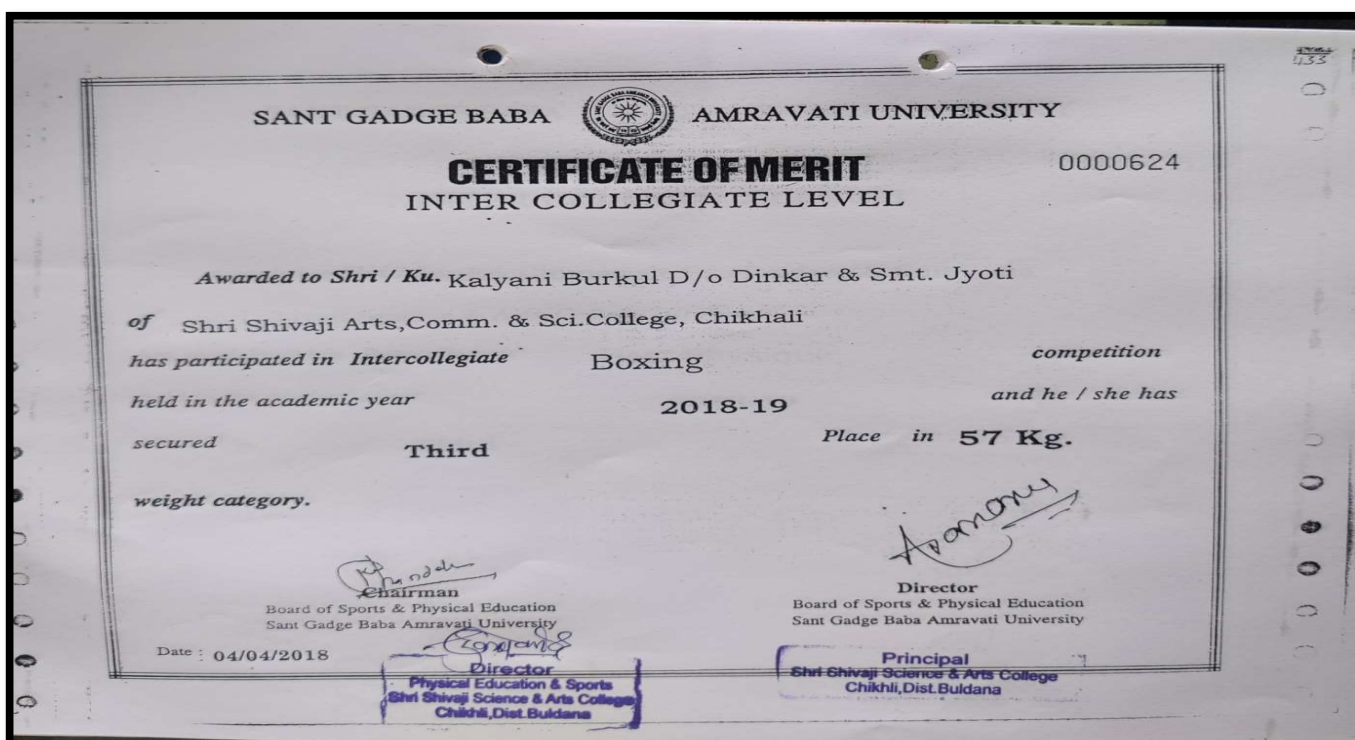 433
SANT GADGE BABA AMRAVATI UNIVERSITY
CERTIFICATE OF MERIT
0000624
INTER COLLEGIATE LEVEL
Awarded to Shri / Ku. Kalyani Burkul D/o Dinkar & Smt. Jyoti
of Shri Shivaji Arts,Comm. & Sci.College, Chikhali
has participated in Intercollegiate Boxing competition
held in the academic year 2018-19 and he / she has
secured Third Place in 57 Kg.
weight category.
Chairman
Board of Sports & Physical Education
Sant Gadge Baba Amravati University
Director
Board of Sports & Physical Education
Sant Gadge Baba Amravati University
Date : 04/04/2018
Director
Physical Education & Sports
Shri Shivaji Science & Arts College
Chikhli,Dist.Buldana
Principal
Shri Shivaji Science & Arts College
Chikhli,Dist.Buldana